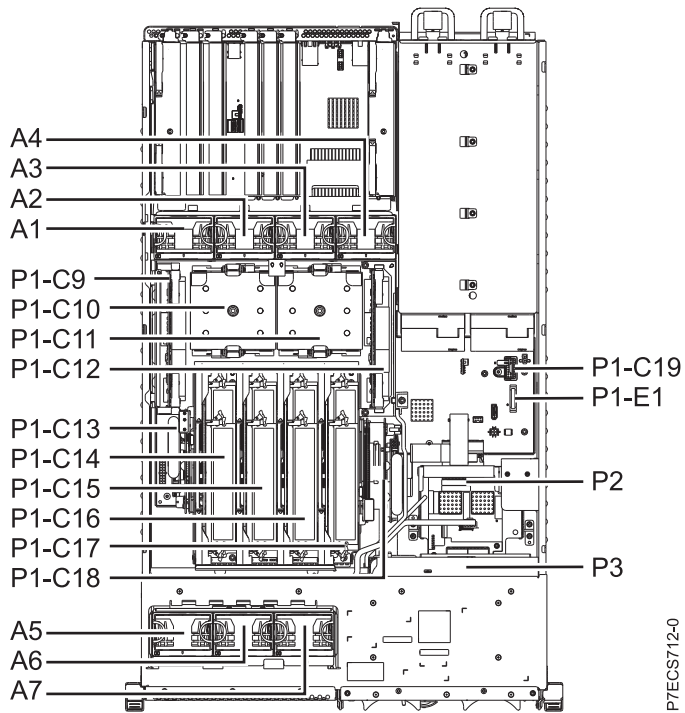 A4
A3
A2
A1
P1-C9
P1-C10
P1-C11
P1-C12
P1-C13
P1-C14
P1-C15
P1-C16
P1-C17
P1-C18
A5
A6
A7
P1-C19
P1-E1
P2
P3
P7ECS712-0